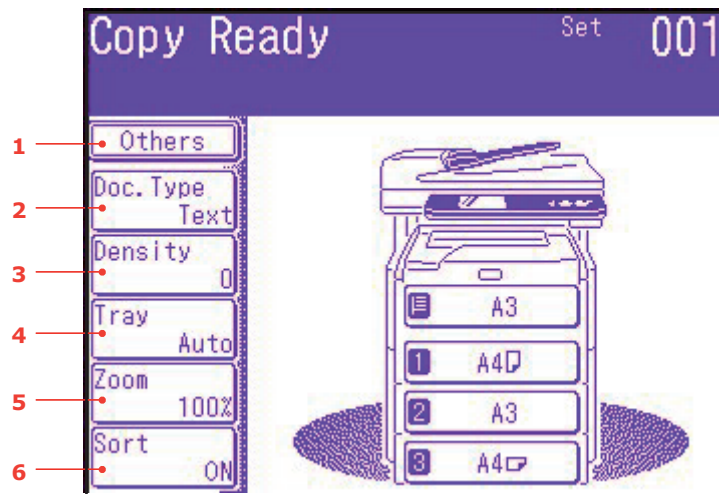 Copy Ready Set 001
1 Others
2 Doc.Type
Text
3 Density
0
4 Tray
Auto
5 Zoom
100%
6 Sort
ON
A3
1 A4
2 A3
3 A4